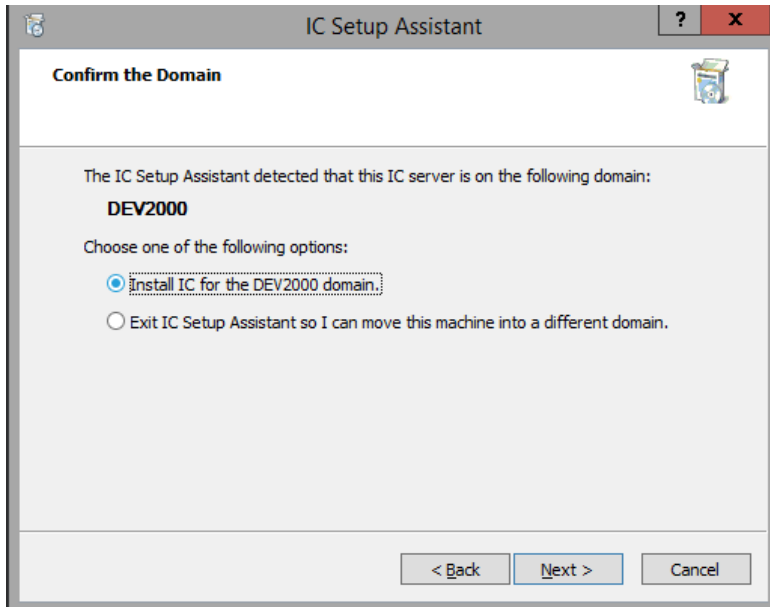 IC Setup Assistant
?
x
Confirm the Domain
The IC Setup Assistant detected that this IC server is on the following domain:
DEV2000
Choose one of the following options:
Install IC for the DEV2000 domain.
Exit IC Setup Assistant so I can move this machine into a different domain.
< Back
Next >
Cancel